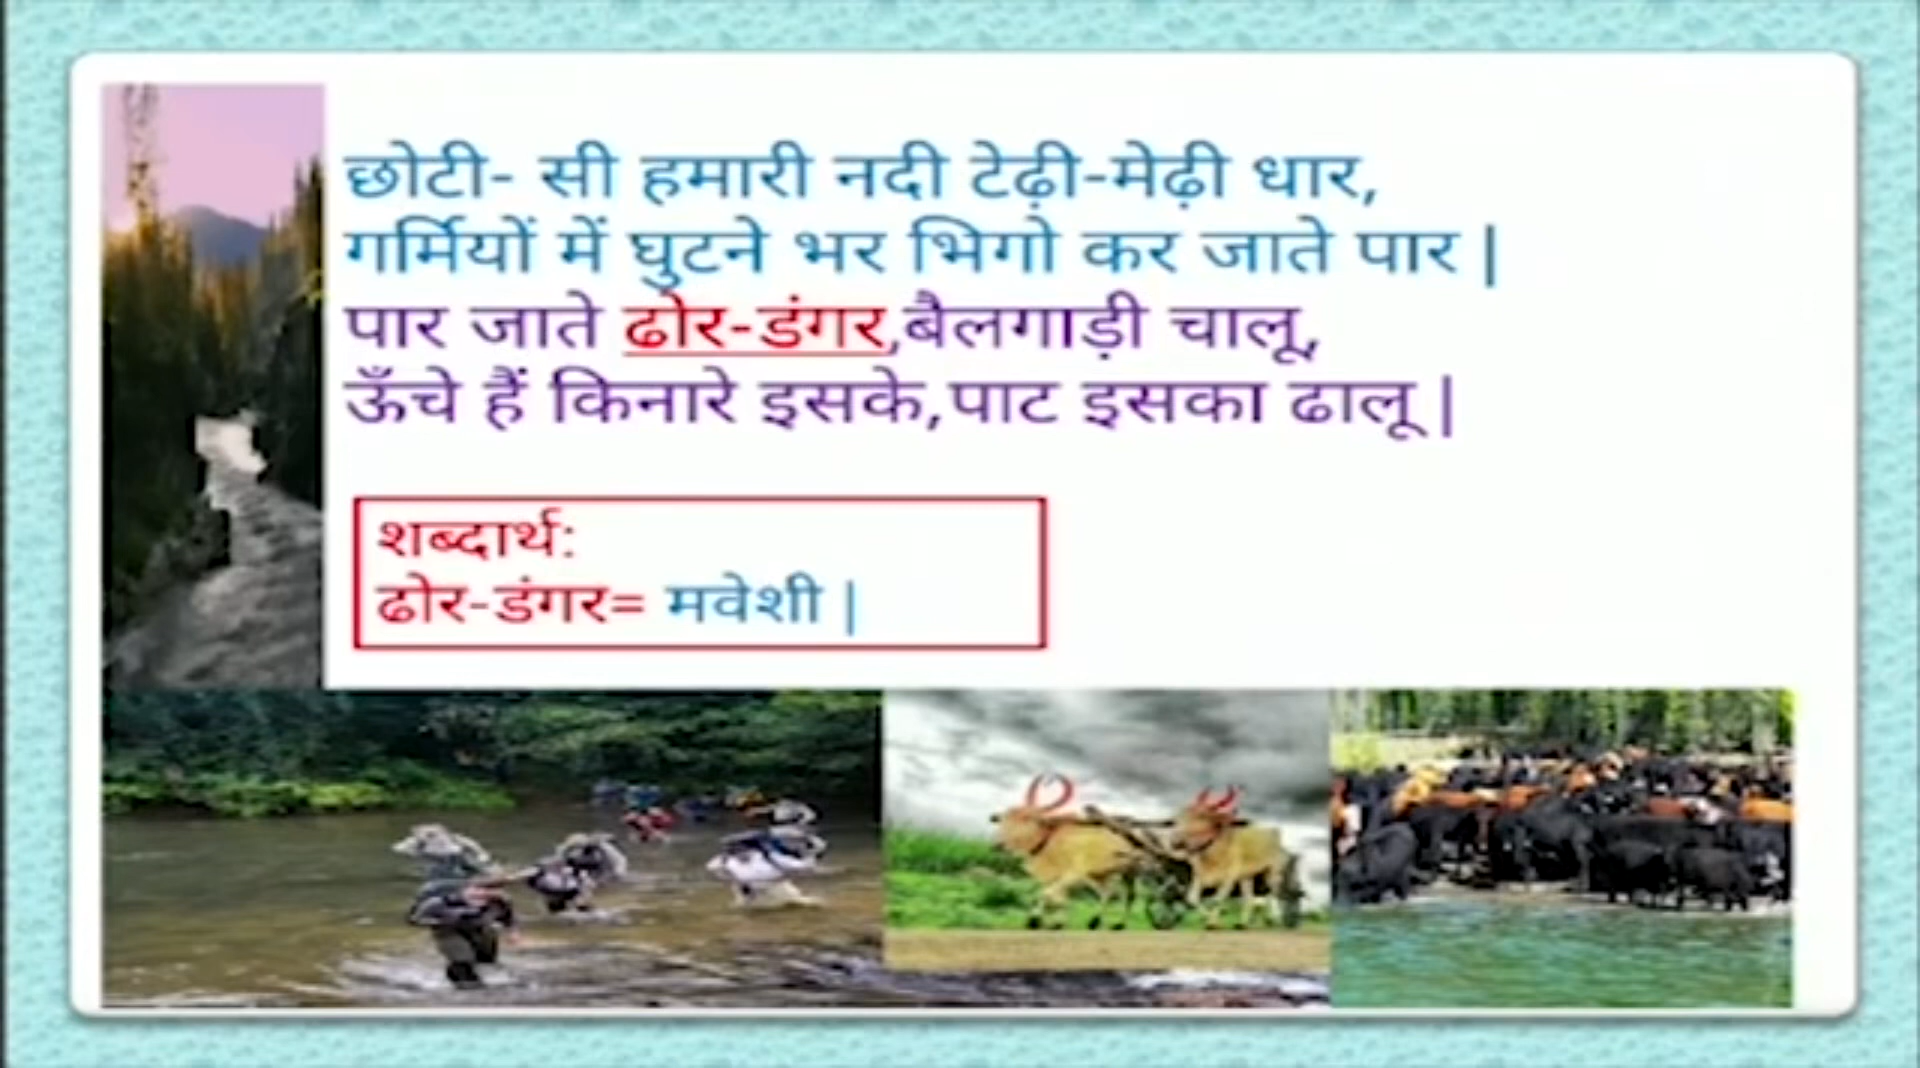 छोटी- सी हमारी नदी टेढ़ी-मेढ़ी धार,
गर्मियों में घुटने भर भिगो कर जाते पार |
पार जाते ढोर-डंगर,बैलगाड़ी चालू,
ऊँचे हैं किनारे इसके,पाट इसका ढालू |
शब्दार्थ:
ढोर-डंगर= मवेशी |